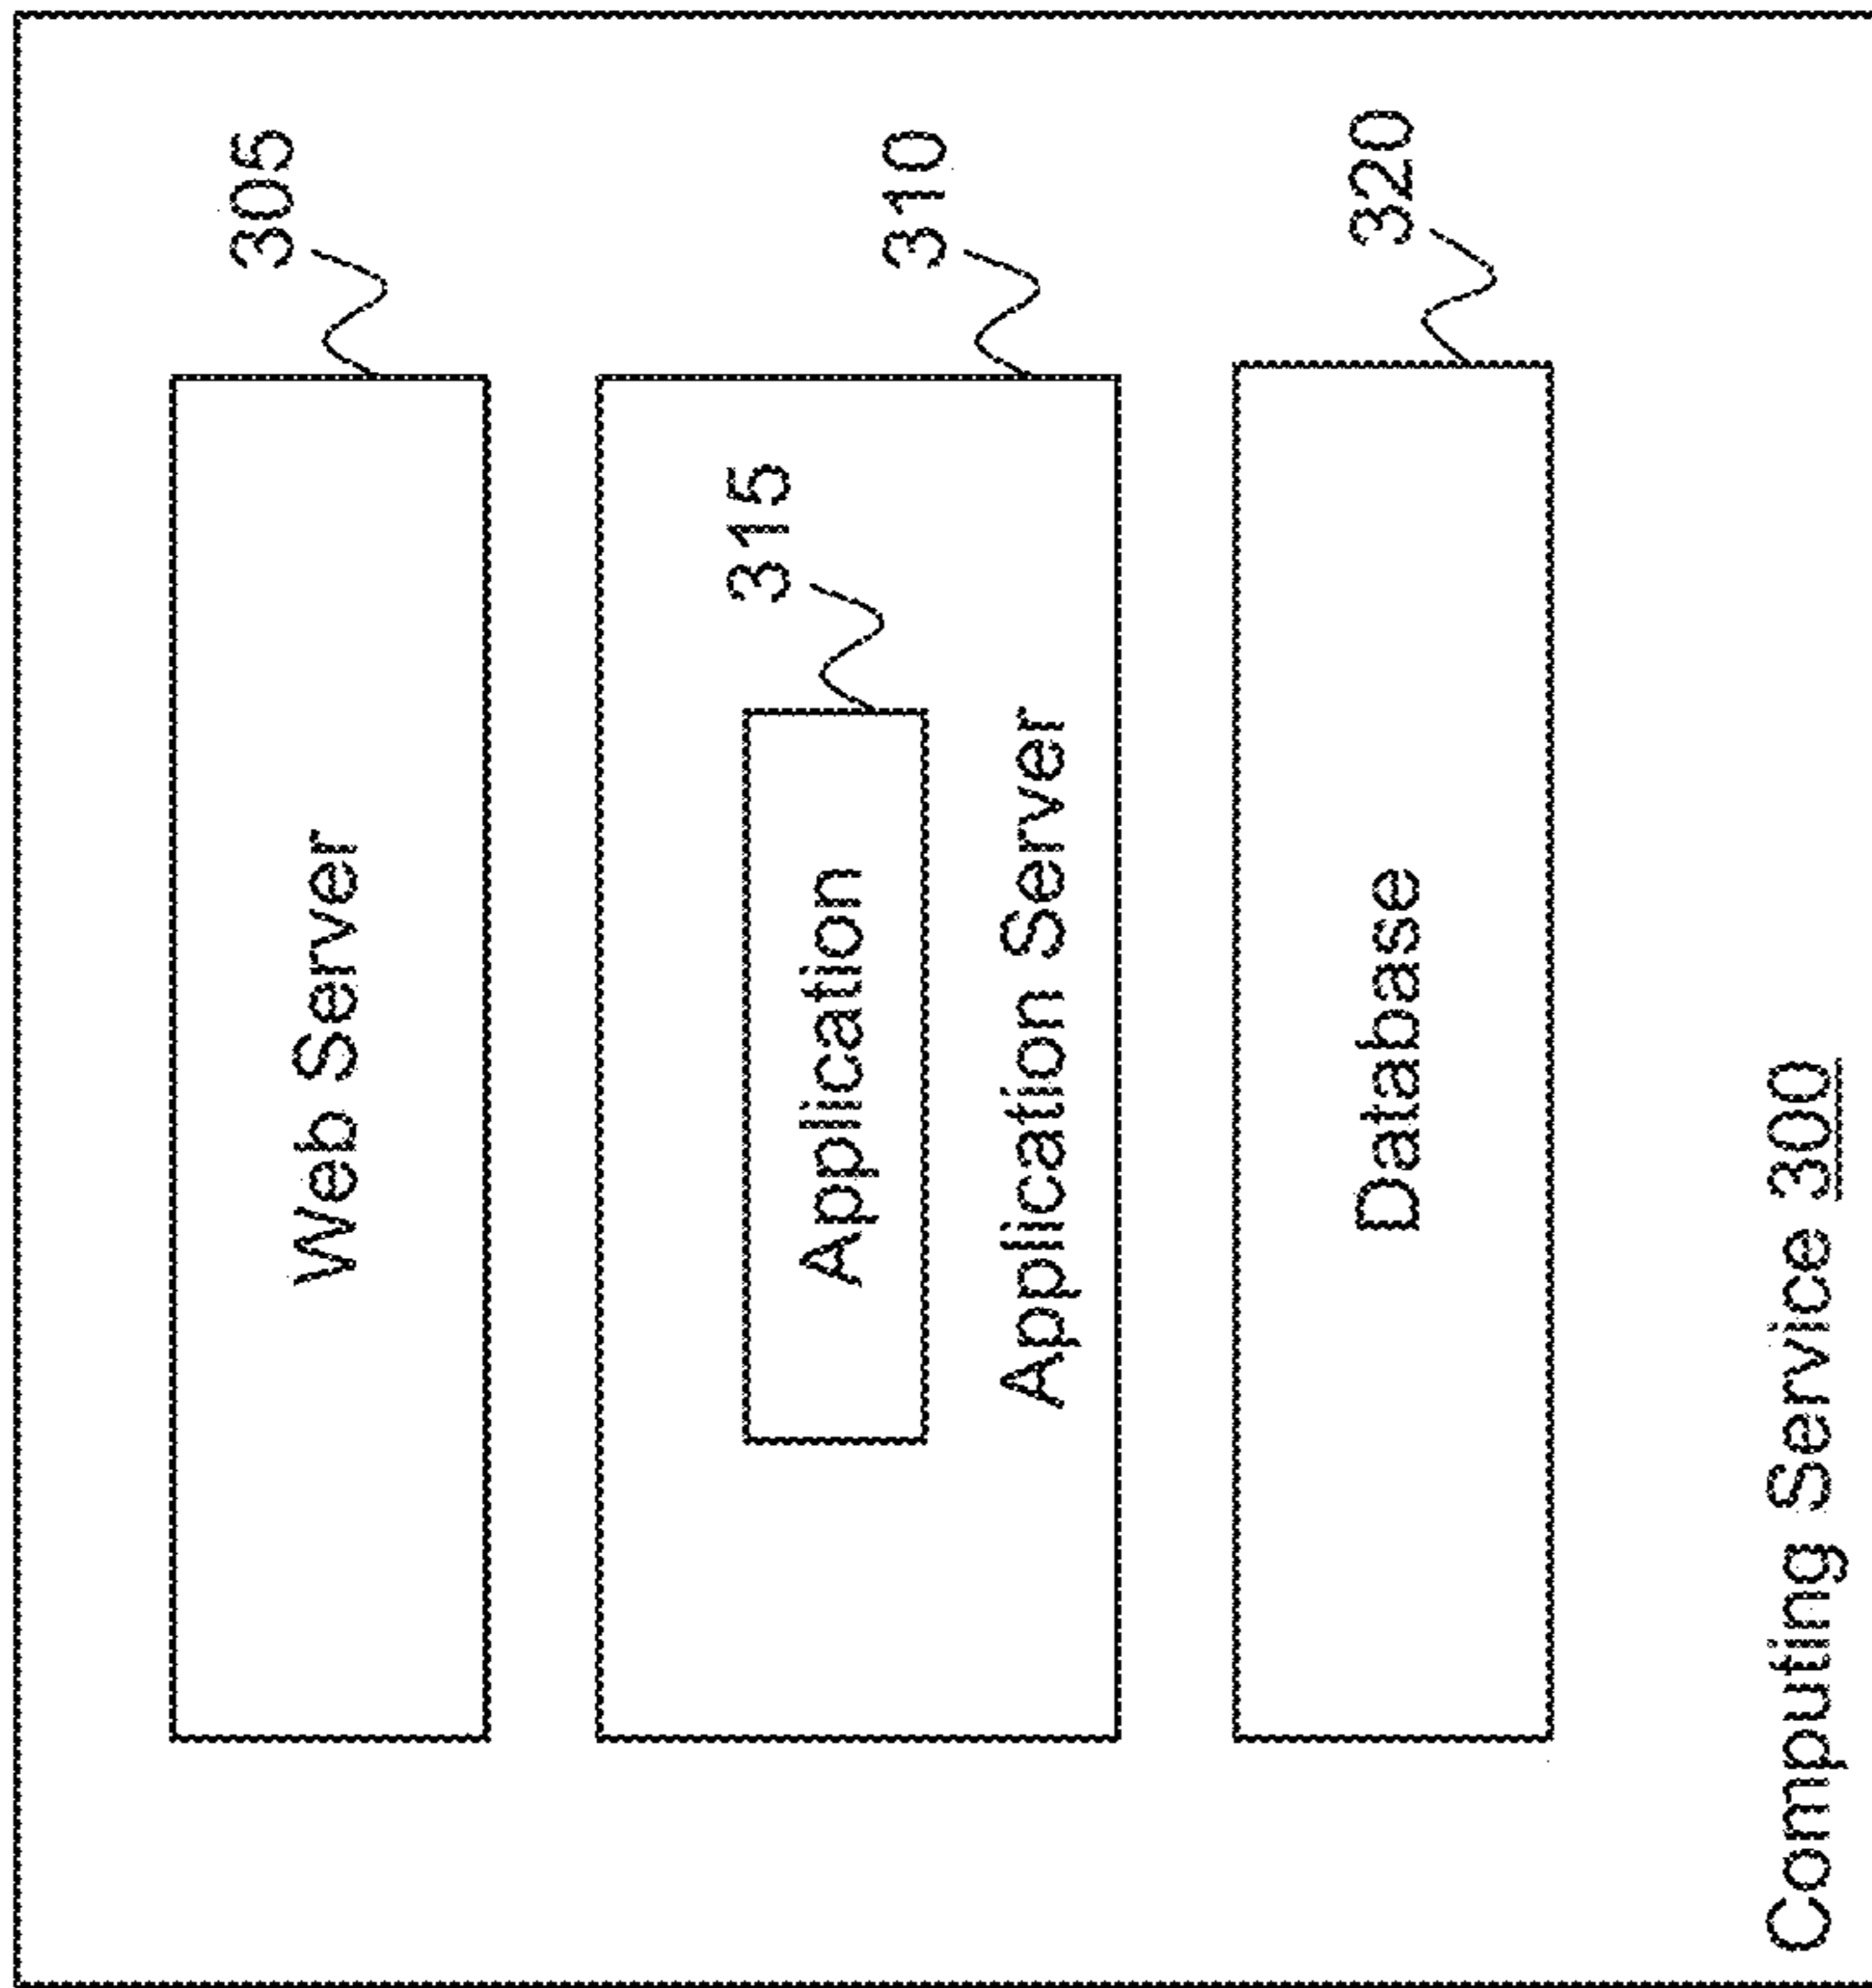 305
Web Server
310
315
Application
Application Server
320
Database
Computing Service 300